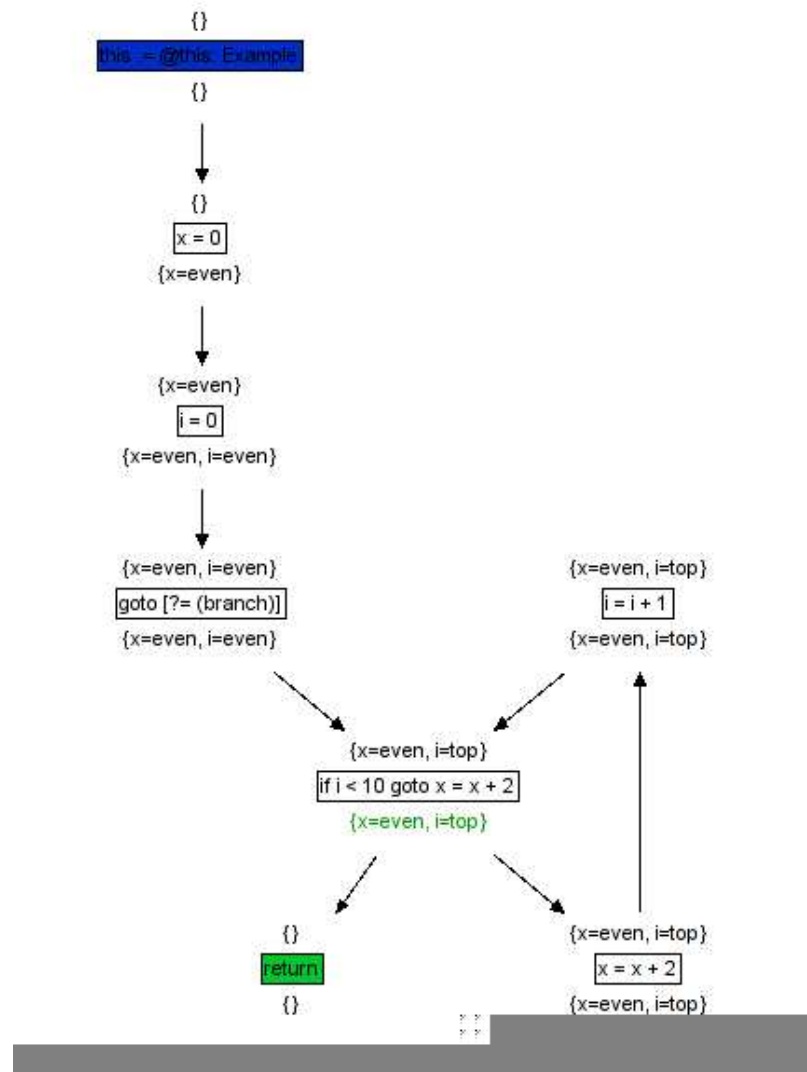 {}
this := @this: Example
{}
{}
x = 0
{x=even}
{x=even}
i = 0
{x=even, i=even}
{x=even, i=even}
goto [?= (branch)]
{x=even, i=even}
{x=even, i=top}
i = i + 1
{x=even, i=top}
{x=even, i=top}
if i < 10 goto x = x + 2
{x=even, i=top}
{}
return
{}
{x=even, i=top}
x = x + 2
{x=even, i=top}